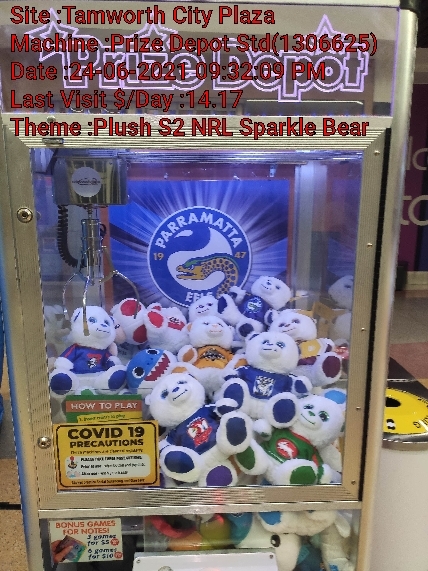 Site :Tamworth City Plaza
Machine :Prize Depot Std(1306625)
Date :24-06-2021 09:32:09 PM
Last Visit $/Day :14.17
Theme :Plush S2 NRL Sparkle Bear
Prize Depot
PARRAMATTA
19 47
EELS
HOW TO PLAY
COVID 19
PRECAUTIONS
BONUS GAMES
FOR NOTES!
3 games
for $5
6 games
for $10